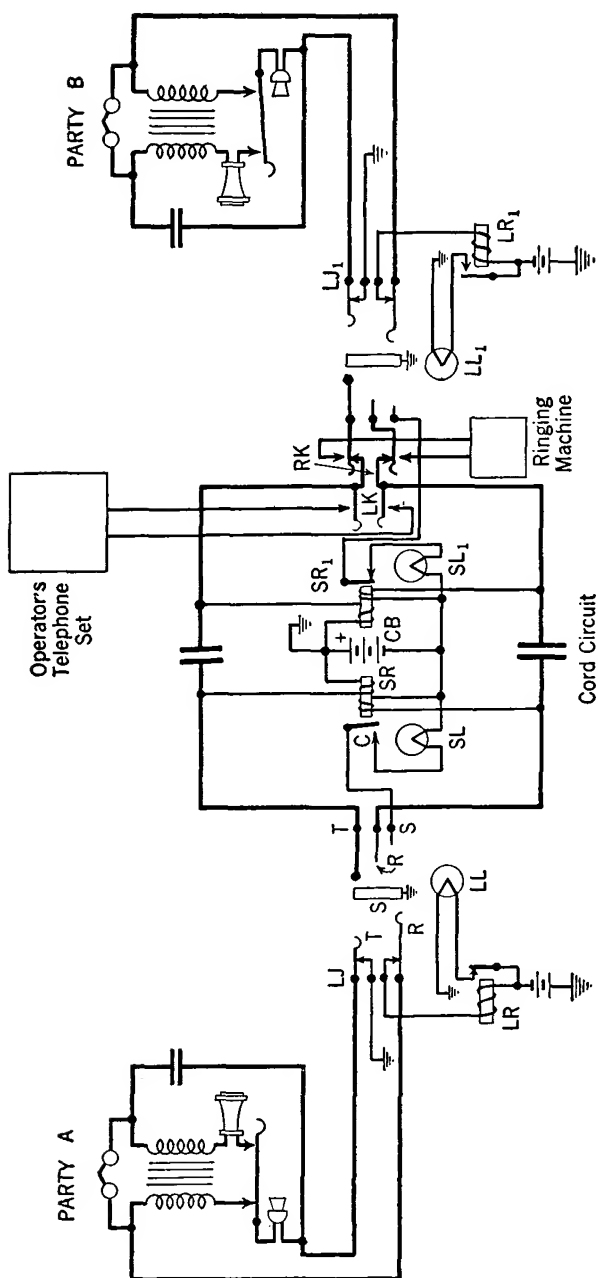 PARTY A
PARTY B
Operator's
Telephone
Set
LJ
T
R
S
LR
LL
T
R
S
C
SL
SR
+
CB
SR1
SL1
LK
RK
Ringing
Machine
Cord Circuit
LJ1
LL1
LR1